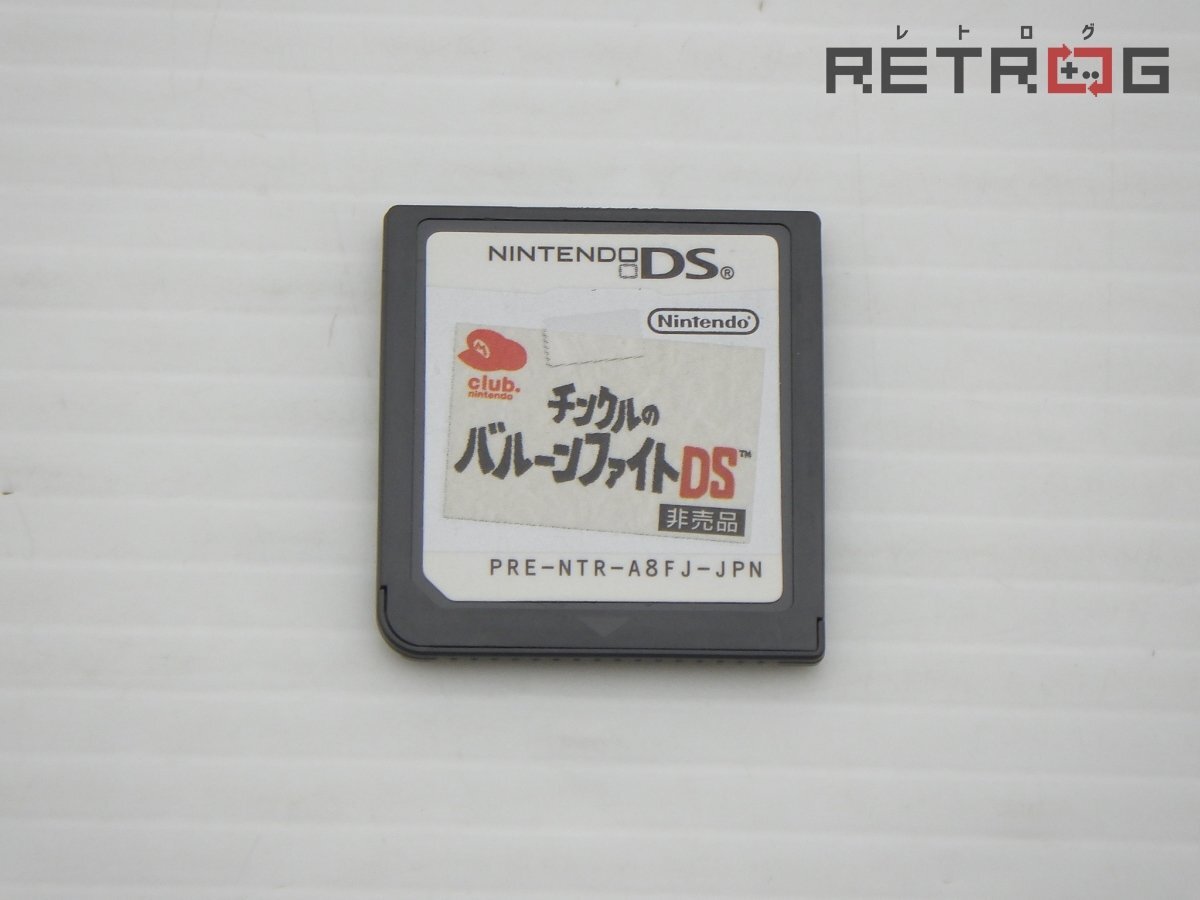 レトログ
RETROG
NINTENDO DS®
Nintendo®
M
club.
nintendo
チンクルの
バルーンファイトDS™
非売品
PRE-NTR-A8FJ-JPN